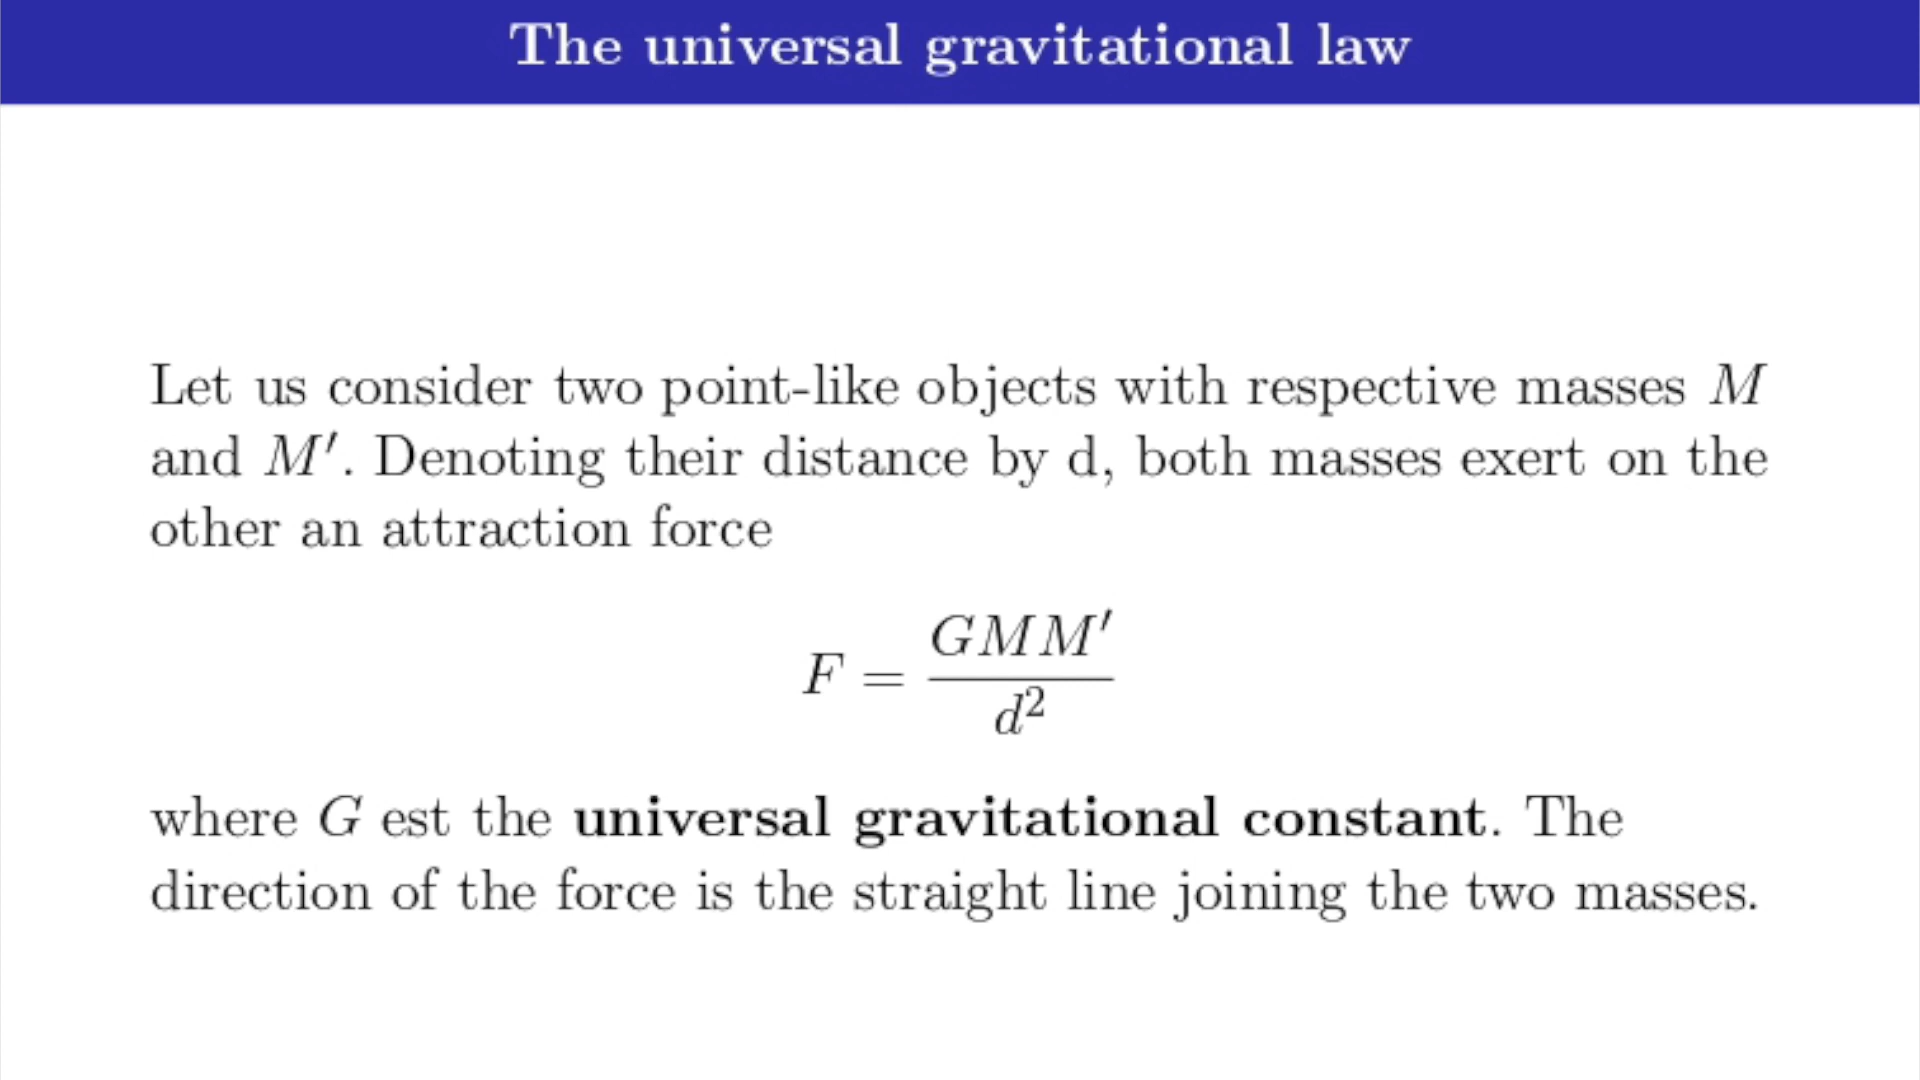 The universal gravitational law
Let us consider two point-like objects with respective masses M
and M′. Denoting their distance by d, both masses exert on the
other an attraction force
F = GMM′ / d²
where G est the universal gravitational constant. The
direction of the force is the straight line joining the two masses.